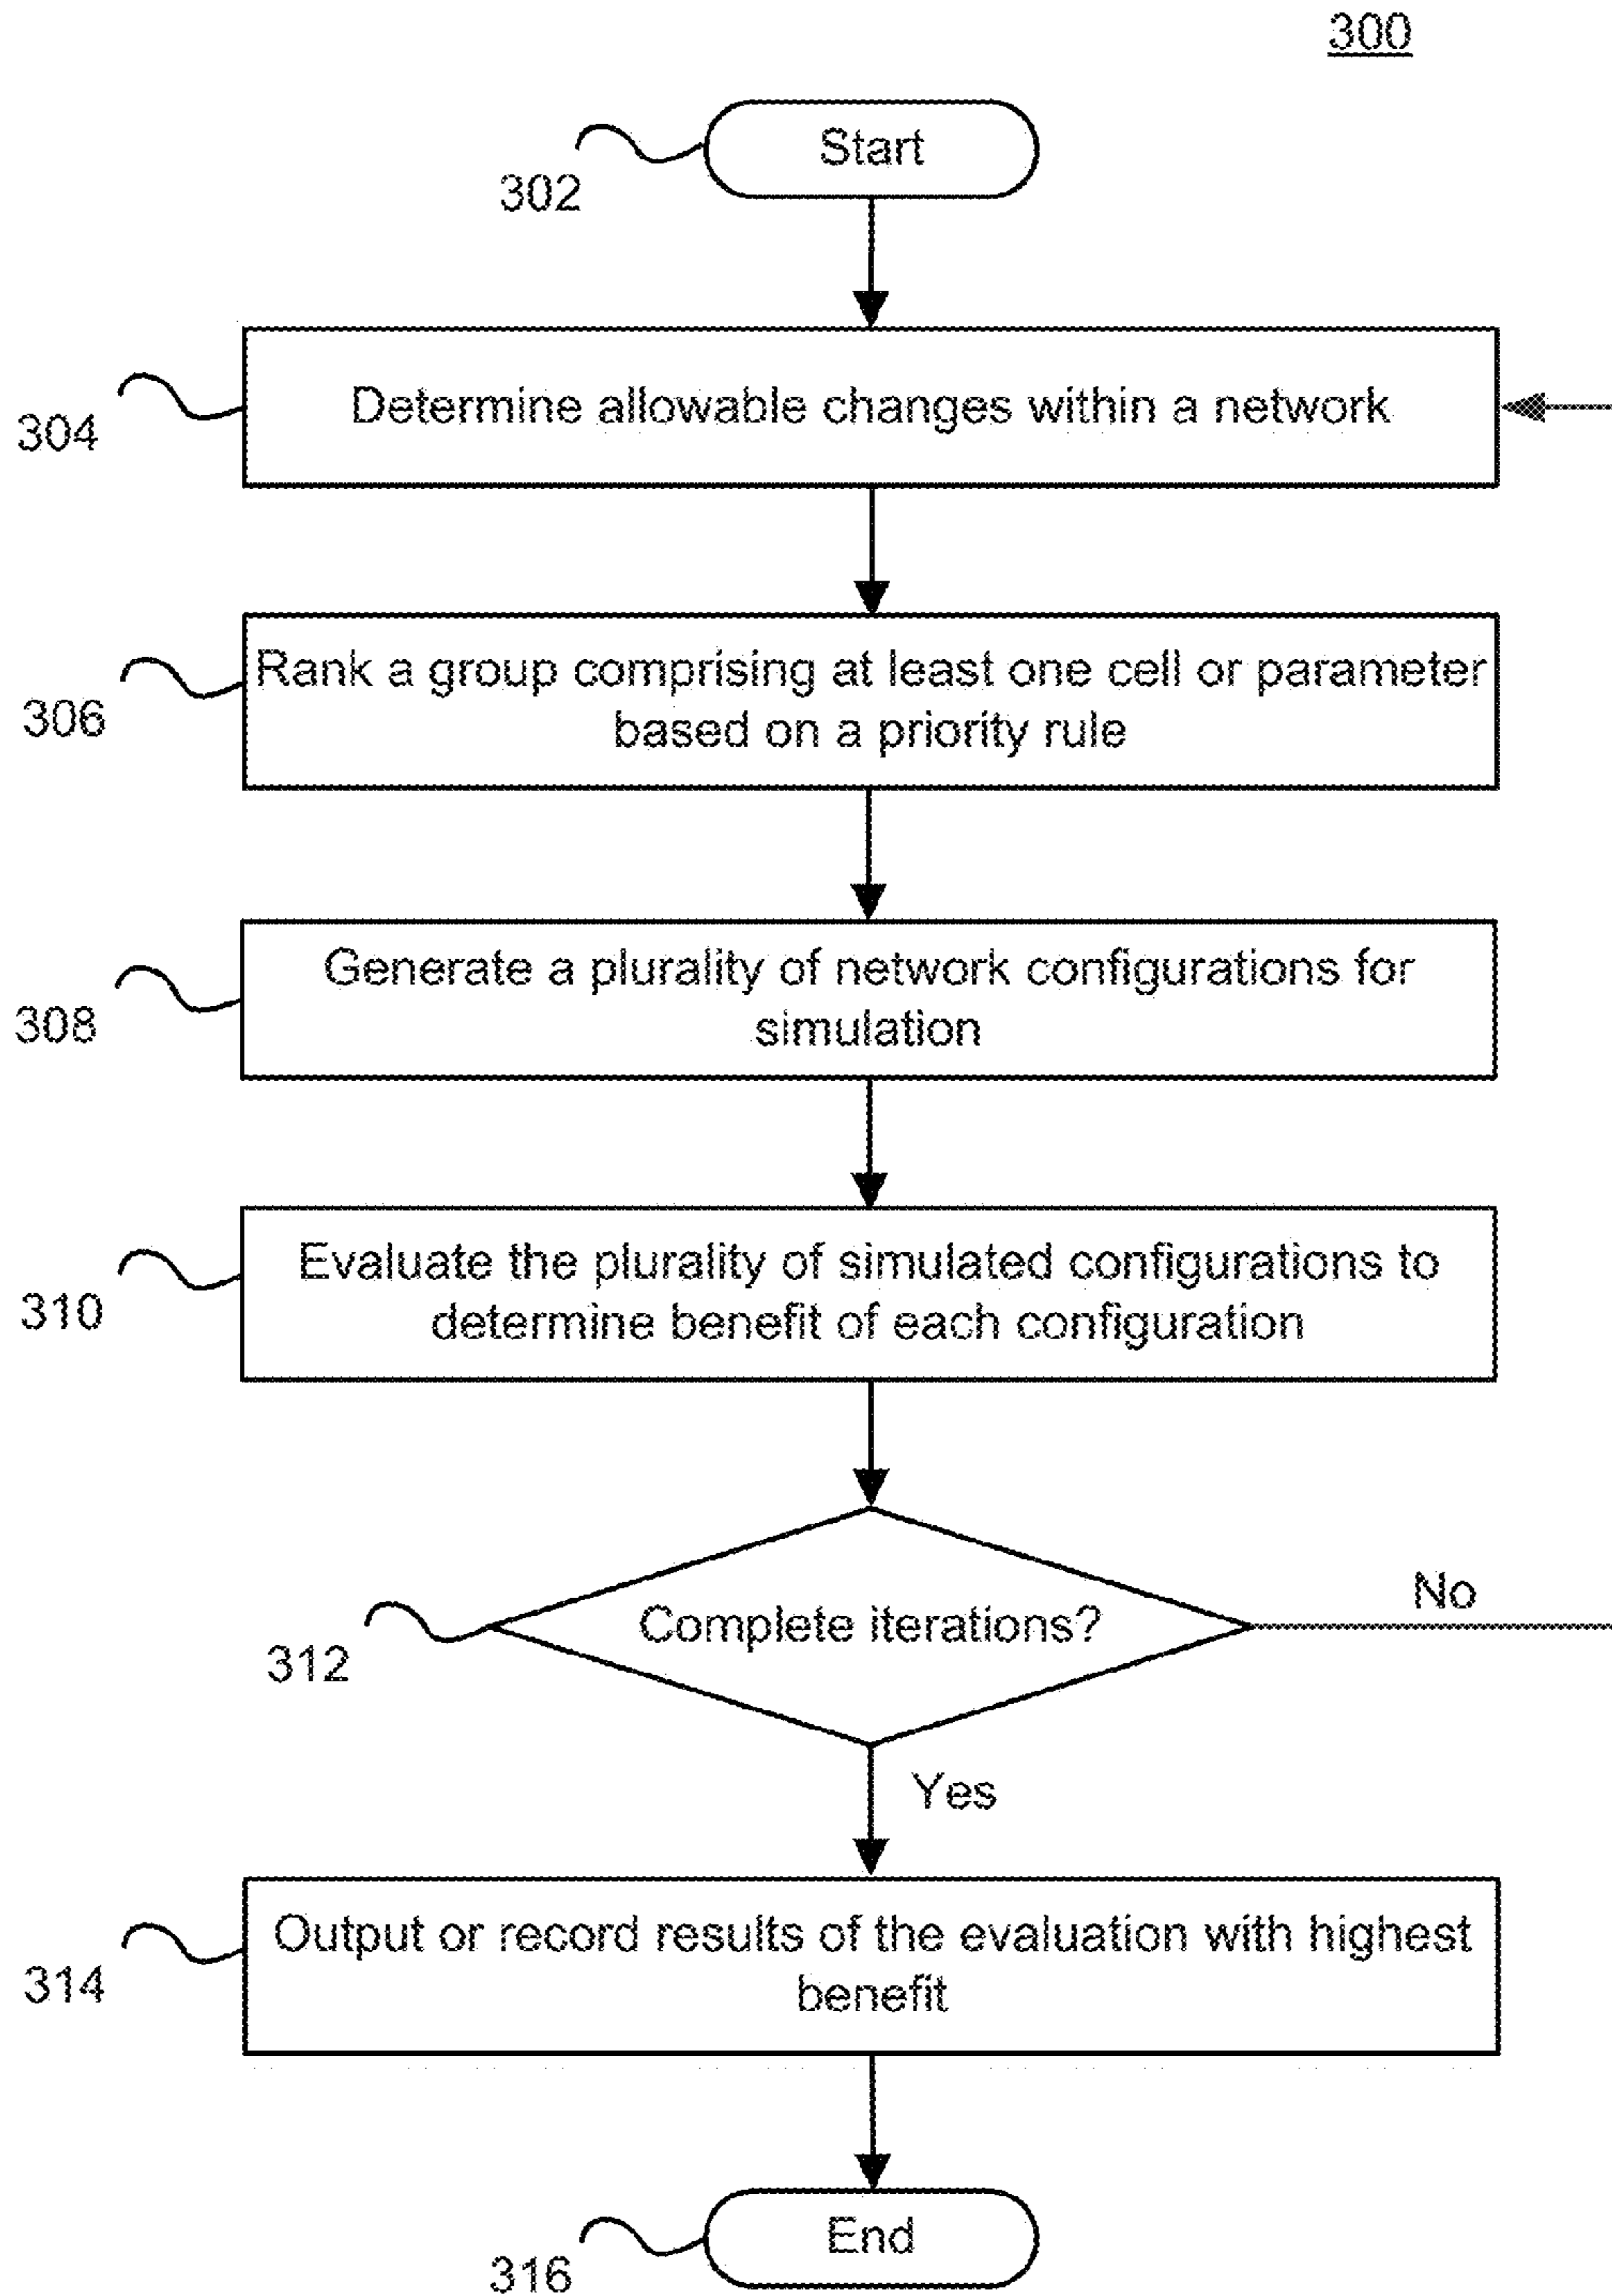 300
Start
302
Determine allowable changes within a network
304
Rank a group comprising at least one cell or parameter
based on a priority rule
306
Generate a plurality of network configurations for
simulation
308
Evaluate the plurality of simulated configurations to
determine benefit of each configuration
310
Complete iterations?
No
312
Yes
Output or record results of the evaluation with highest
benefit
314
End
316